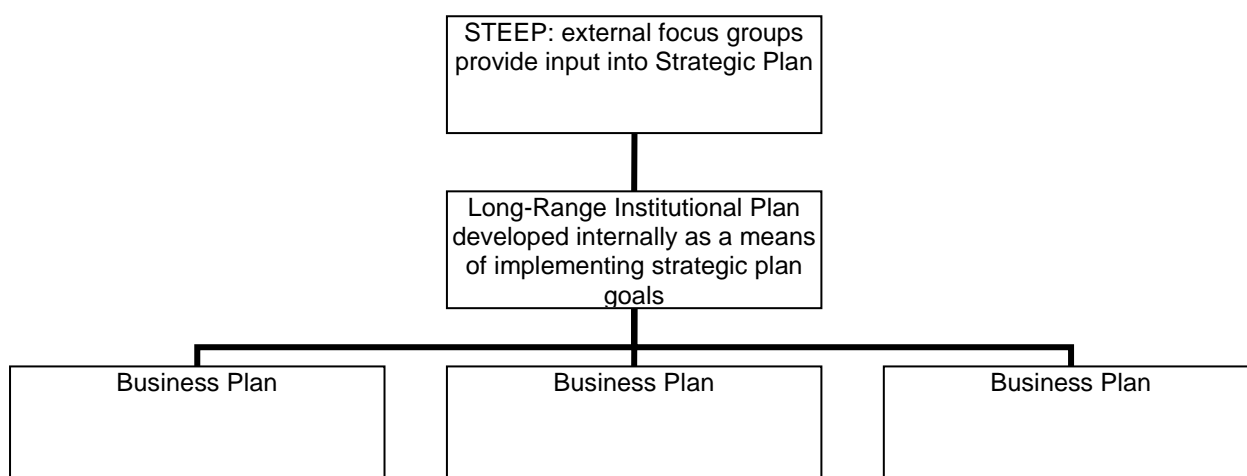 STEEP: external focus groups
provide input into Strategic Plan
Long-Range Institutional Plan
developed internally as a means
of implementing strategic plan
goals
Business Plan
Business Plan
Business Plan